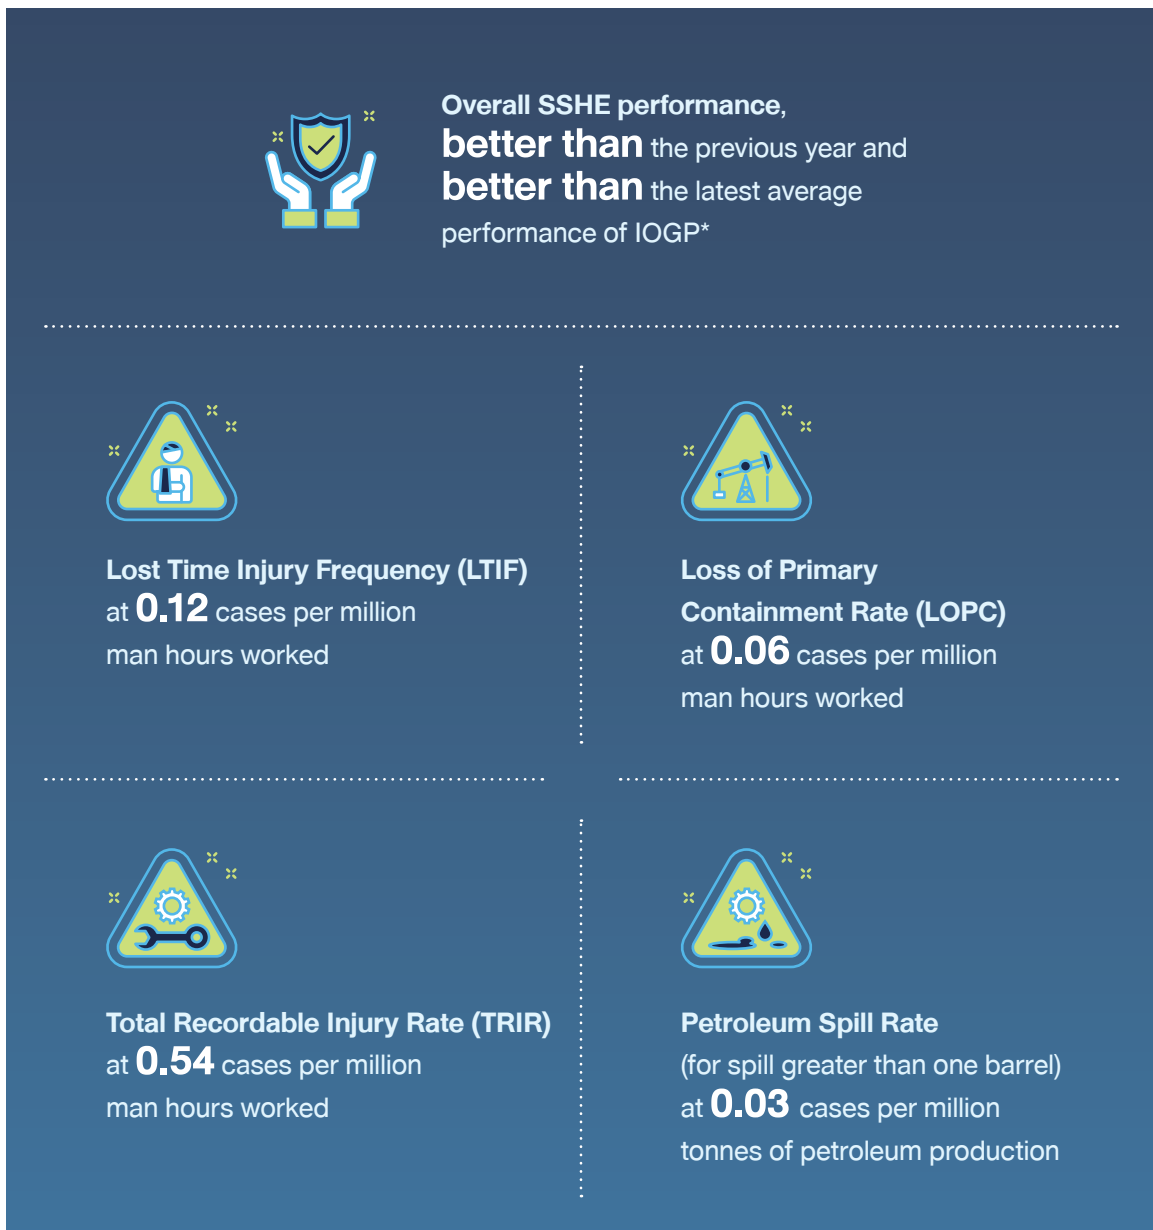 Overall SSHE performance,
better than the previous year and
better than the latest average
performance of IOGP*
Lost Time Injury Frequency (LTIF)
at 0.12 cases per million
man hours worked
Loss of Primary
Containment Rate (LOPC)
at 0.06 cases per million
man hours worked
Total Recordable Injury Rate (TRIR)
at 0.54 cases per million
man hours worked
Petroleum Spill Rate
(for spill greater than one barrel)
at 0.03 cases per million
tonnes of petroleum production